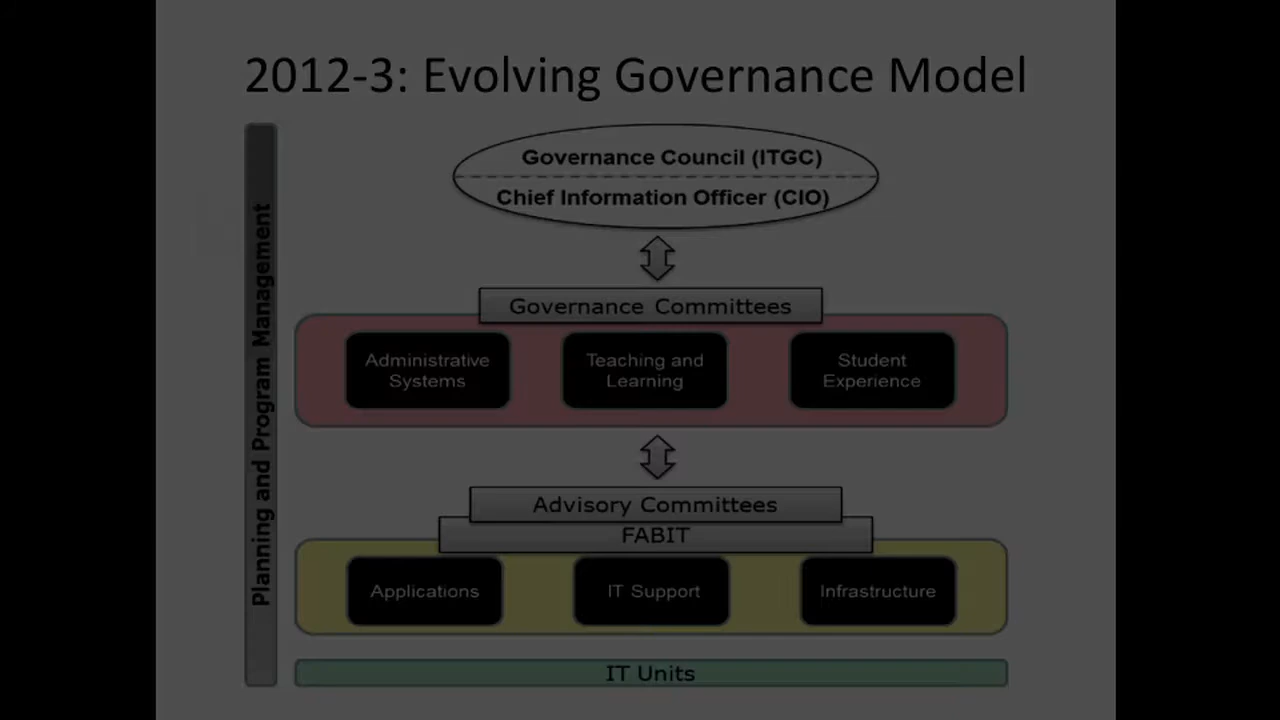 2012-3: Evolving Governance Model
Planning and Program Management
Governance Council (ITGC)
Chief Information Officer (CIO)
Governance Committees
Administrative
Systems
Teaching and
Learning
Student
Experience
Advisory Committees
FABIT
Applications
IT Support
Infrastructure
IT Units